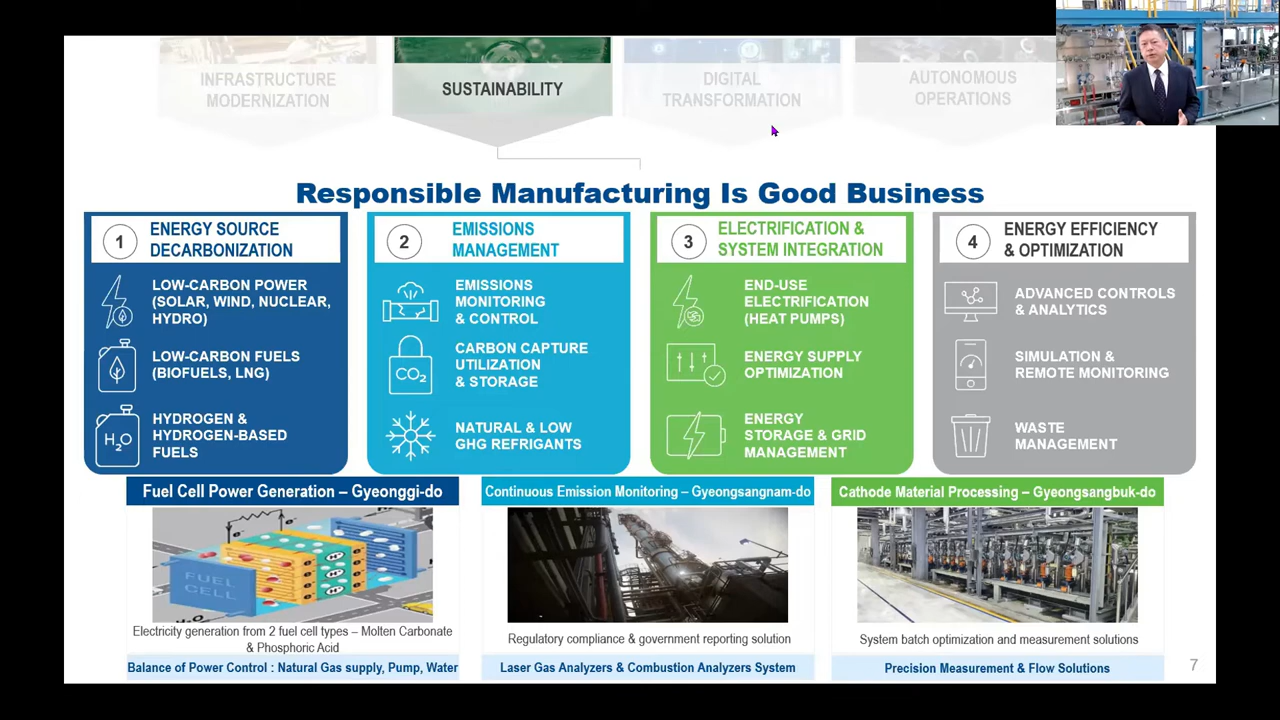 INFRASTRUCTURE
MODERNIZATION
SUSTAINABILITY
DIGITAL
TRANSFORMATION
AUTONOMOUS
OPERATIONS
Responsible Manufacturing Is Good Business
1
ENERGY SOURCE
DECARBONIZATION
LOW-CARBON POWER
(SOLAR, WIND, NUCLEAR,
HYDRO)
LOW-CARBON FUELS
(BIOFUELS, LNG)
H₂O
HYDROGEN &
HYDROGEN-BASED
FUELS
2
EMISSIONS
MANAGEMENT
EMISSIONS
MONITORING
& CONTROL
CO₂
CARBON CAPTURE
UTILIZATION
& STORAGE
NATURAL & LOW
GHG REFRIGANTS
3
ELECTRIFICATION &
SYSTEM INTEGRATION
END-USE
ELECTRIFICATION
(HEAT PUMPS)
ENERGY SUPPLY
OPTIMIZATION
ENERGY
STORAGE & GRID
MANAGEMENT
4
ENERGY EFFICIENCY
& OPTIMIZATION
ADVANCED CONTROLS
& ANALYTICS
SIMULATION &
REMOTE MONITORING
WASTE
MANAGEMENT
Fuel Cell Power Generation – Gyeonggi-do
FUEL
CELL
Electricity generation from 2 fuel cell types – Molten Carbonate
& Phosphoric Acid
Balance of Power Control : Natural Gas supply, Pump, Water
Continuous Emission Monitoring – Gyeongsangnam-do
Regulatory compliance & government reporting solution
Laser Gas Analyzers & Combustion Analyzers System
Cathode Material Processing – Gyeongsangbuk-do
System batch optimization and measurement solutions
Precision Measurement & Flow Solutions
7